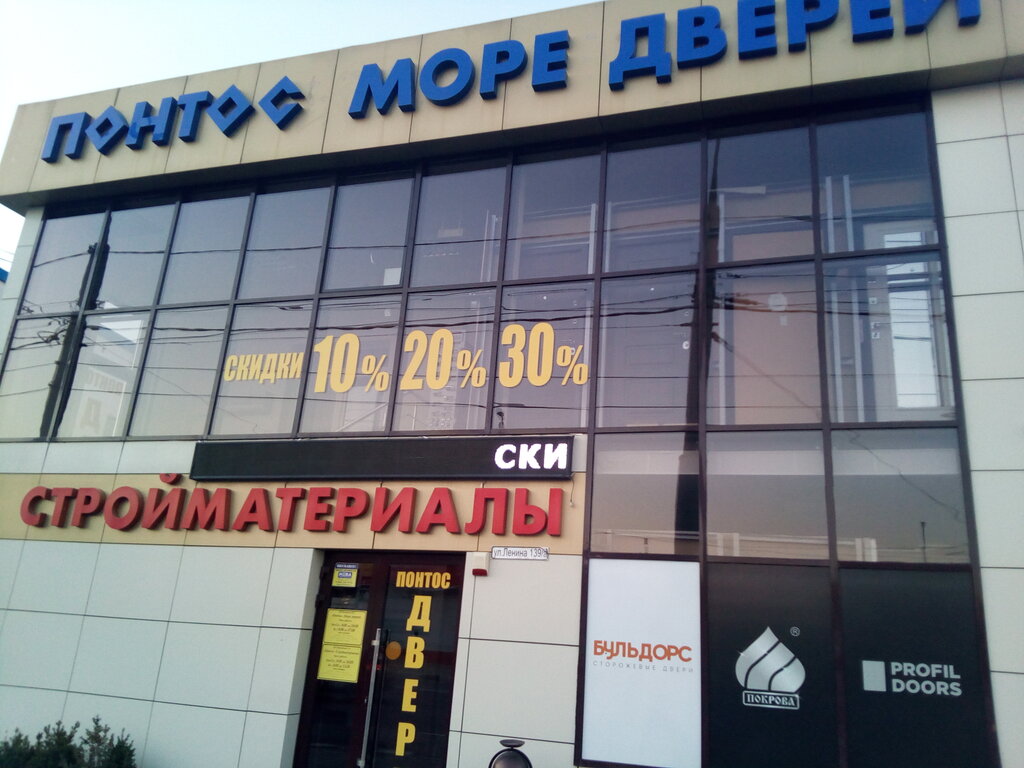 ПОНТОС МОРЕ ДВЕРЕЙ
скидки 10% 20% 30%
СКИ
СТРОЙМАТЕРИАЛЫ
ул.Ленина 139/9
ПОНТОС
ДВЕР
БУЛЬДОРС
СТОРОЖЕВЫЕ ДВЕРИ
ПОКРОВА
®
PROFIL
DOORS